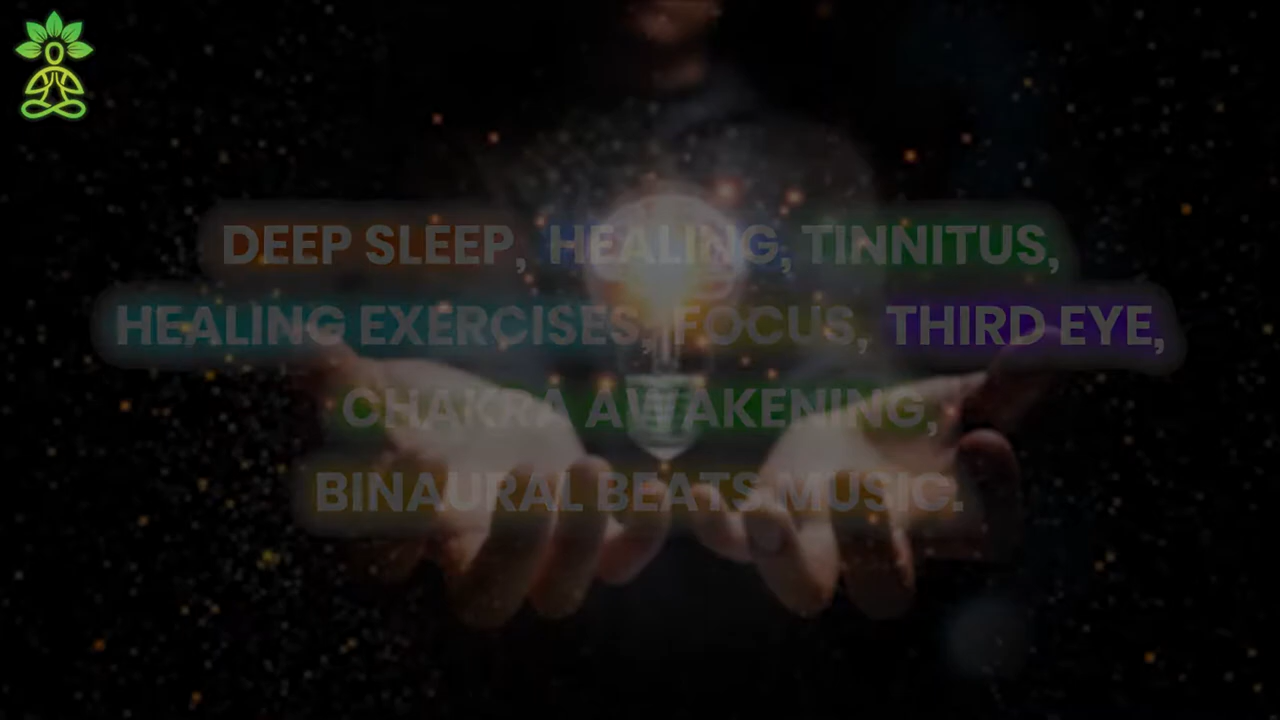 DEEP SLEEP, HEALING, TINNITUS,
HEALING EXERCISES, FOCUS, THIRD EYE,
CHAKRA AWAKENING,
BINAURAL BEATS MUSIC.